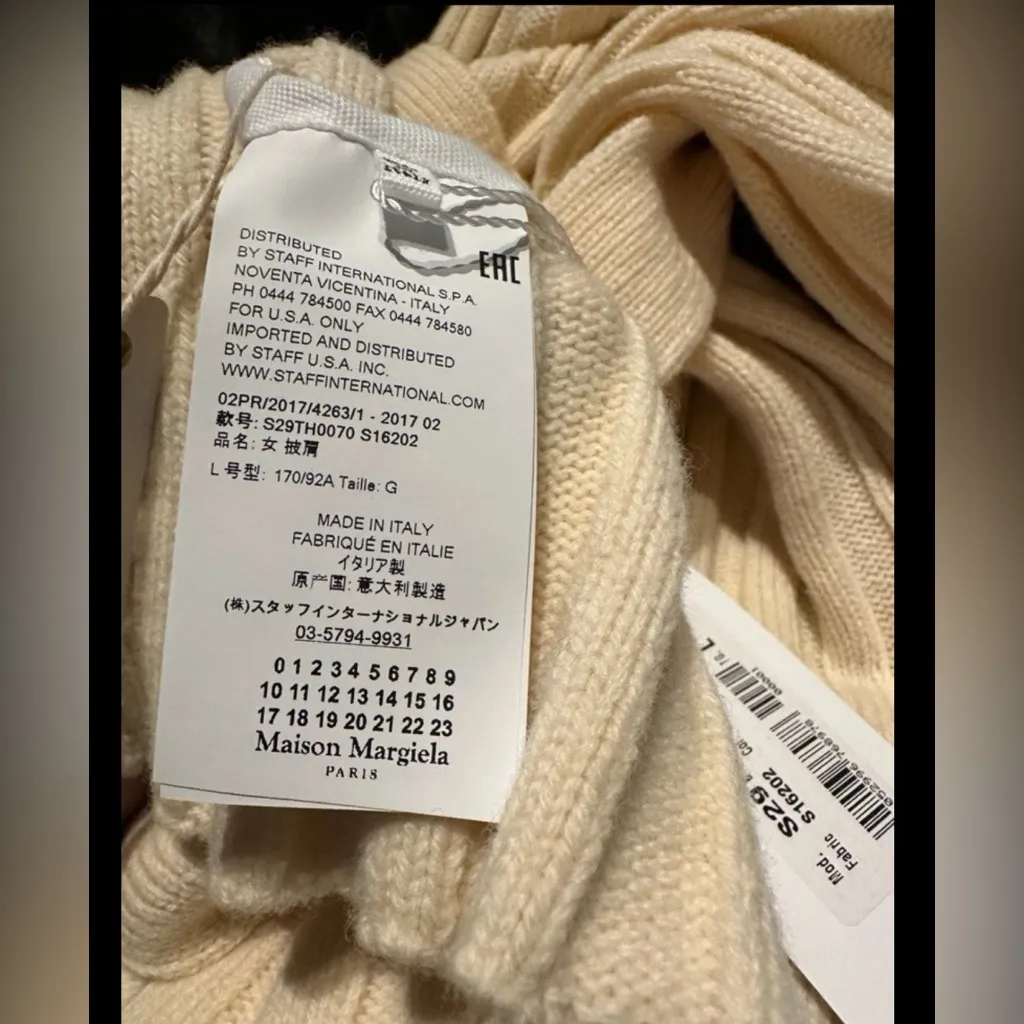 EAC
DISTRIBUTED
BY STAFF INTERNATIONAL S.P.A.
NOVENTA VICENTINA - ITALY
PH 0444 784500 FAX 0444 784580
FOR U.S.A. ONLY
IMPORTED AND DISTRIBUTED
BY STAFF U.S.A. INC.
WWW.STAFFINTERNATIONAL.COM
02PR/2017/4263/1 - 2017 02
款号: S29TH0070 S16202
品名: 女 披肩
L 号型: 170/92A Taille: G
MADE IN ITALY
FABRIQUÉ EN ITALIE
イタリア製
原产国: 意大利製造
(株)スタッフインターナショナルジャパン
03-5794-9931
0 1 2 3 4 5 6 7 8 9
10 11 12 13 14 15 16
17 18 19 20 21 22 23
Maison Margiela
PARIS
L
00001
Mod. S29
Fabric S16202